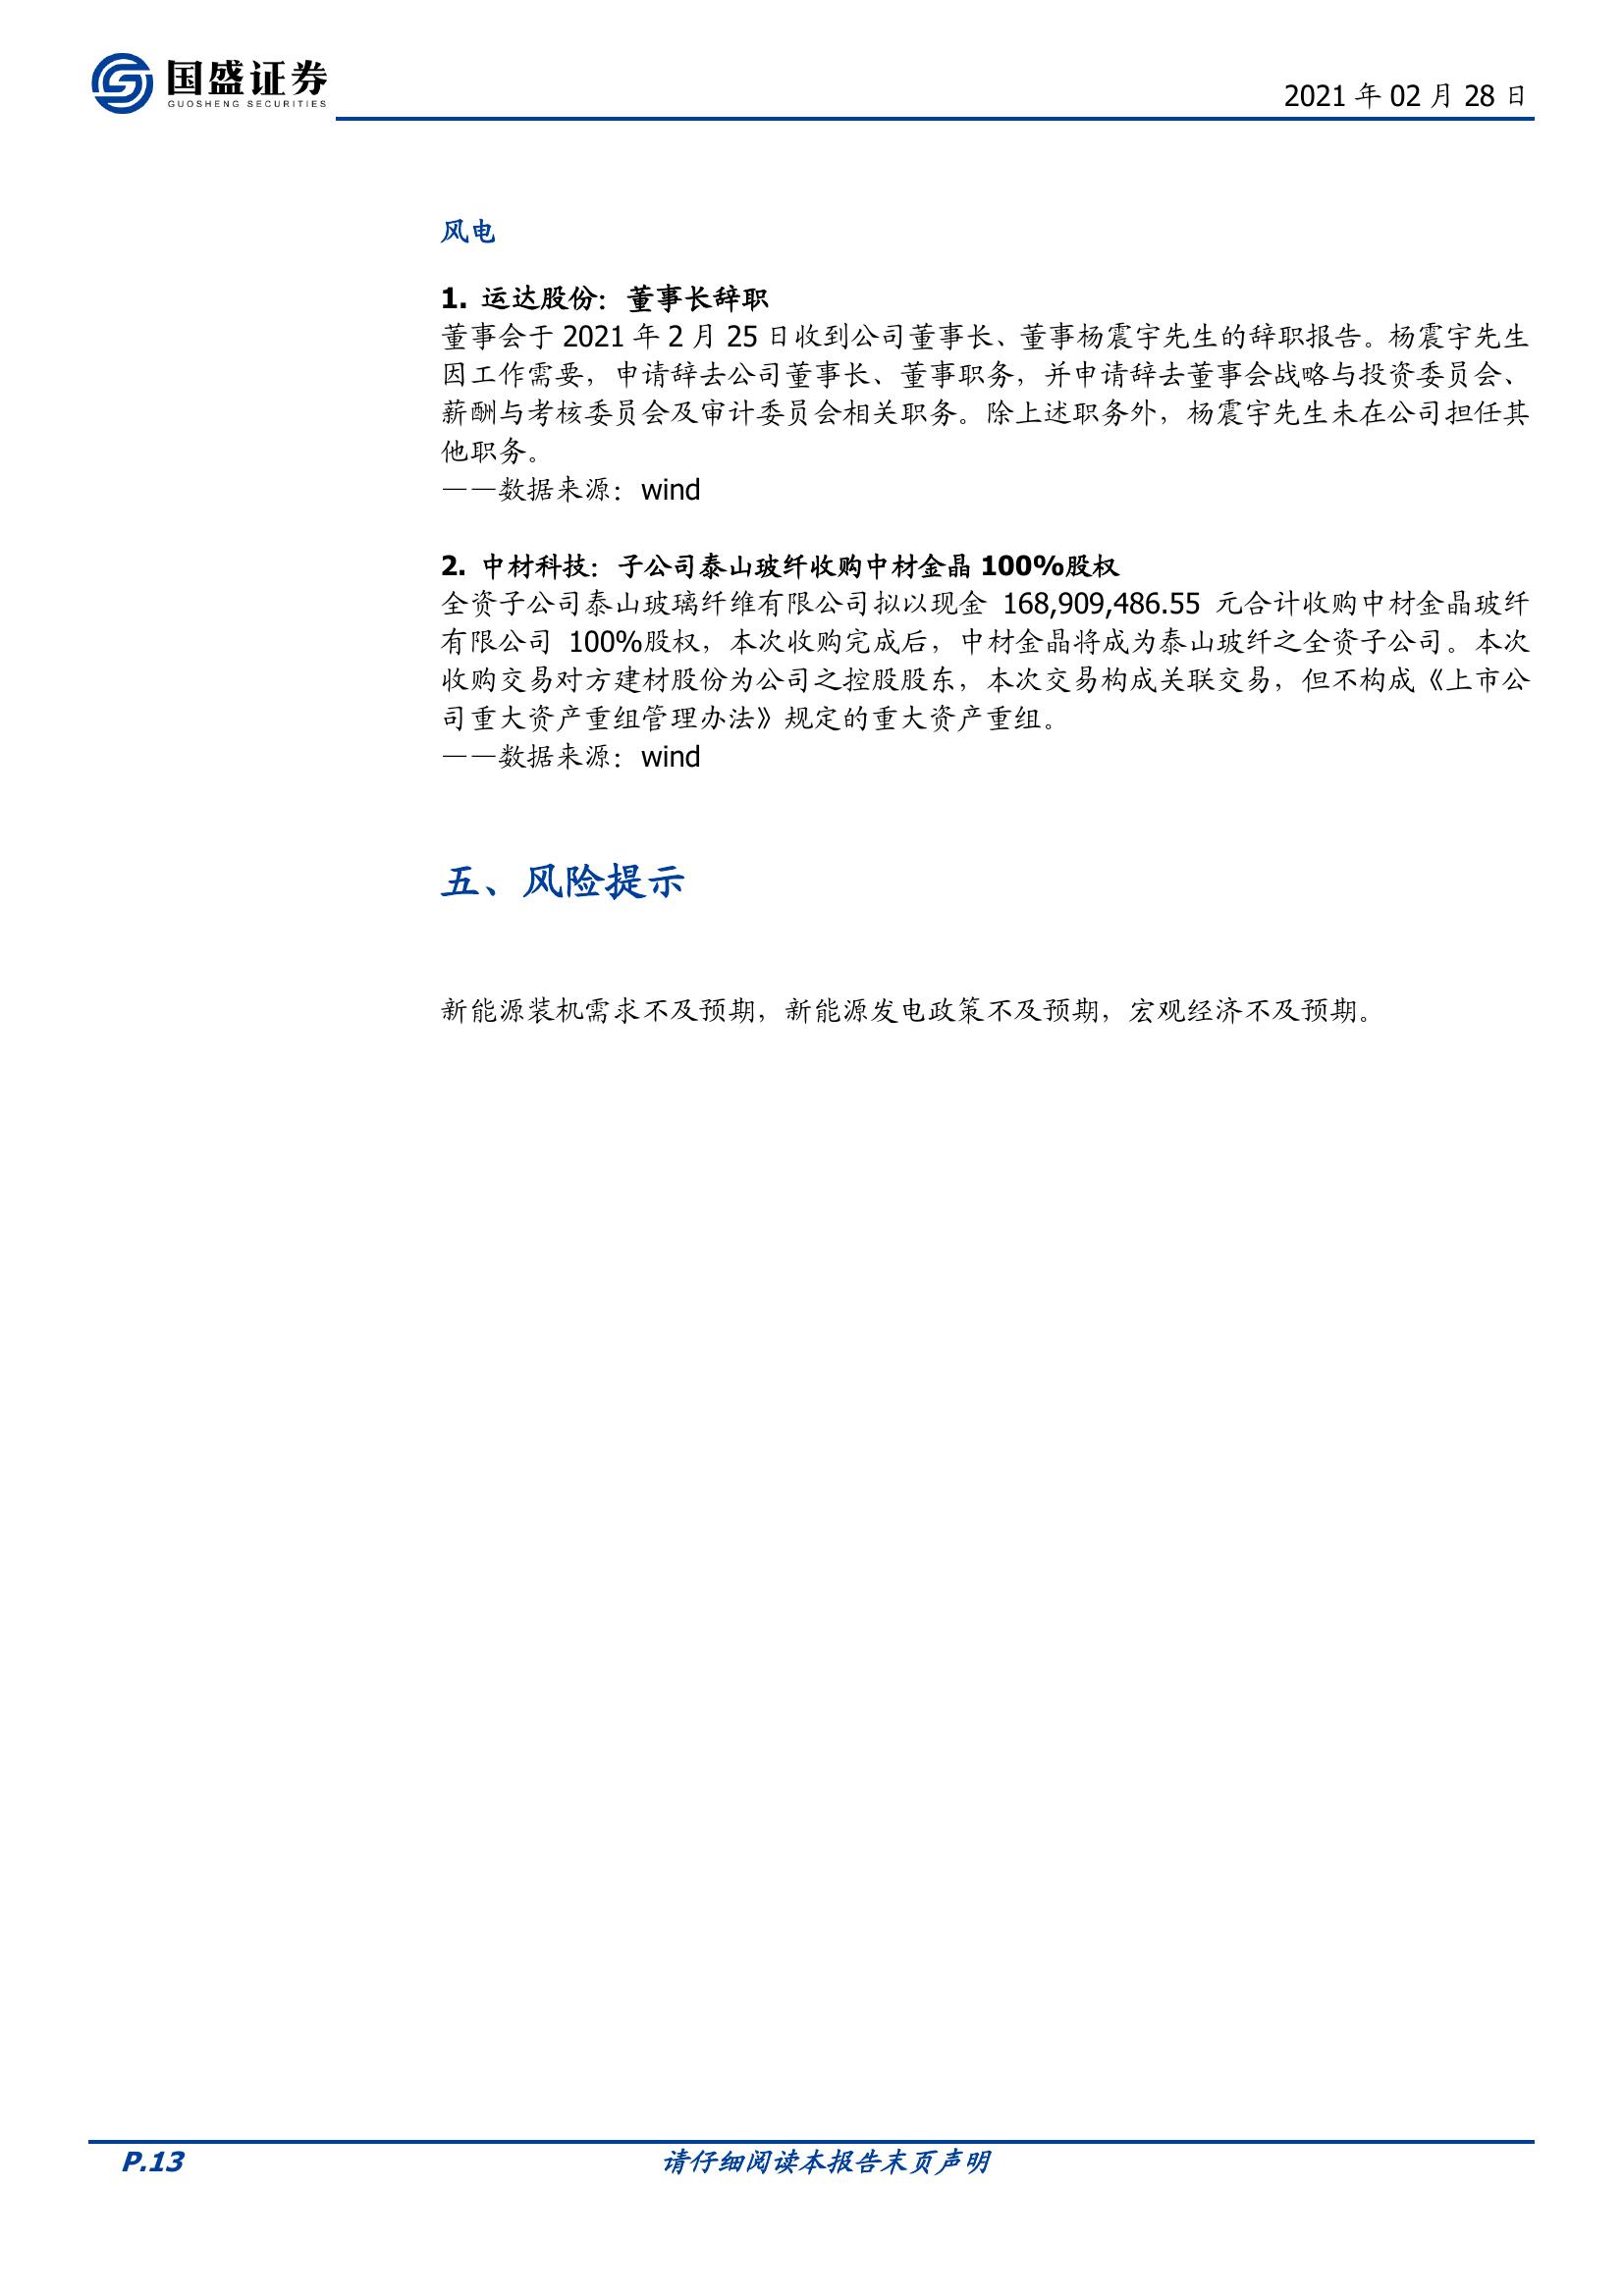 国盛证券
GUOSHENG SECURITIES
2021 年 02 月 28 日
风电
1. 运达股份：董事长辞职
董事会于 2021 年 2 月 25 日收到公司董事长、董事杨震宇先生的辞职报告。杨震宇先生
因工作需要，申请辞去公司董事长、董事职务，并申请辞去董事会战略与投资委员会、
薪酬与考核委员会及审计委员会相关职务。除上述职务外，杨震宇先生未在公司担任其
他职务。
——数据来源：wind
2. 中材科技：子公司泰山玻纤收购中材金晶 100%股权
全资子公司泰山玻璃纤维有限公司拟以现金 168,909,486.55 元合计收购中材金晶玻纤
有限公司 100%股权，本次收购完成后，中材金晶将成为泰山玻纤之全资子公司。本次
收购交易对方建材股份为公司之控股股东，本次交易构成关联交易，但不构成《上市公
司重大资产重组管理办法》规定的重大资产重组。
——数据来源：wind
五、风险提示
新能源装机需求不及预期，新能源发电政策不及预期，宏观经济不及预期。
P.13
请仔细阅读本报告末页声明